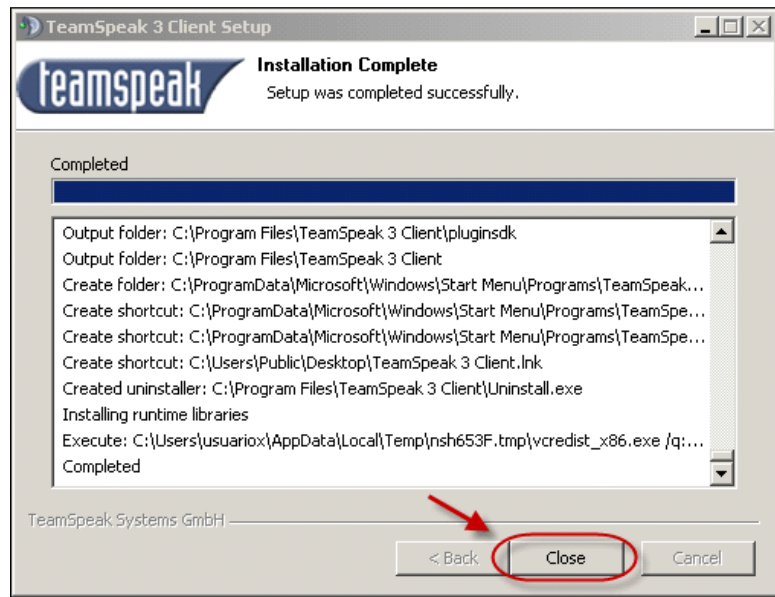 TeamSpeak 3 Client Setup
teamspeak
Installation Complete
Setup was completed successfully.
Completed
Output folder: C:\Program Files\TeamSpeak 3 Client\pluginsdk
Output folder: C:\Program Files\TeamSpeak 3 Client
Create folder: C:\ProgramData\Microsoft\Windows\Start Menu\Programs\TeamSpeak...
Create shortcut: C:\ProgramData\Microsoft\Windows\Start Menu\Programs\TeamSpe...
Create shortcut: C:\ProgramData\Microsoft\Windows\Start Menu\Programs\TeamSpe...
Create shortcut: C:\Users\Public\Desktop\TeamSpeak 3 Client.lnk
Created uninstaller: C:\Program Files\TeamSpeak 3 Client\Uninstall.exe
Installing runtime libraries
Execute: C:\Users\usuariox\AppData\Local\Temp\nsh653F.tmp\vcredist_x86.exe /q:...
Completed
TeamSpeak Systems GmbH
< Back Close Cancel